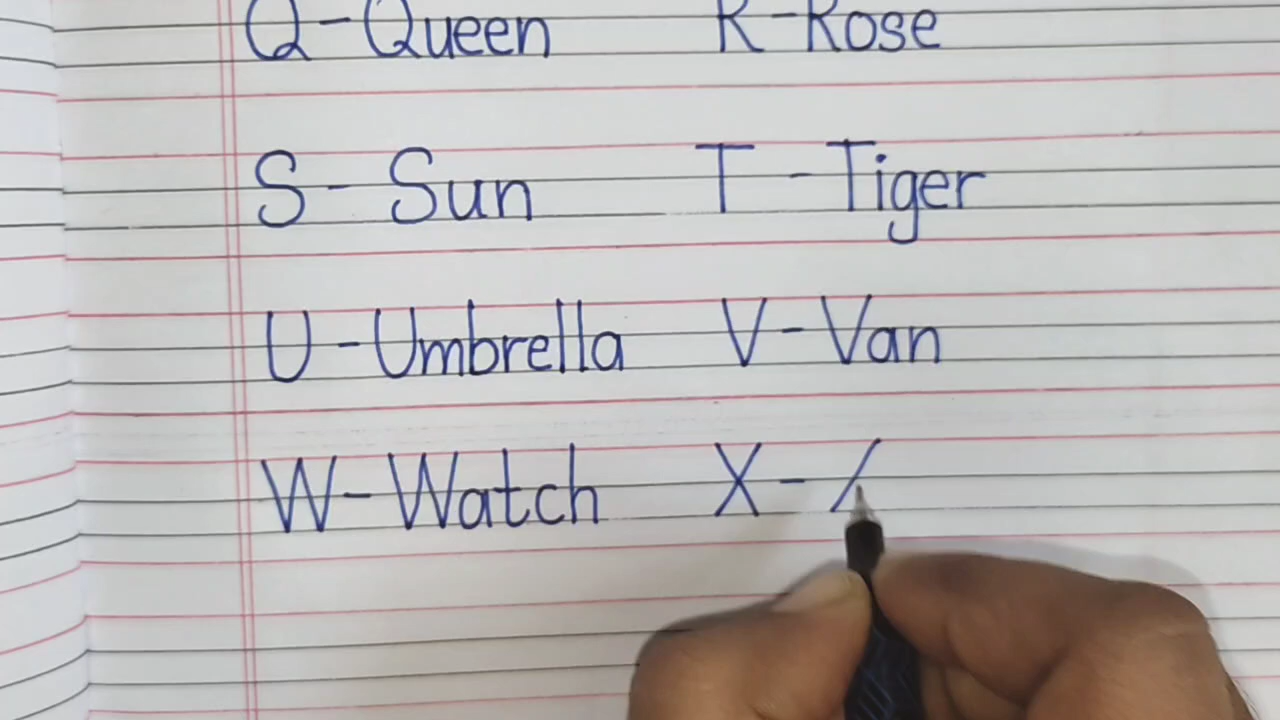 Q - Queen R - Rose
S - Sun T - Tiger
U - Umbrella V - Van
W - Watch X -